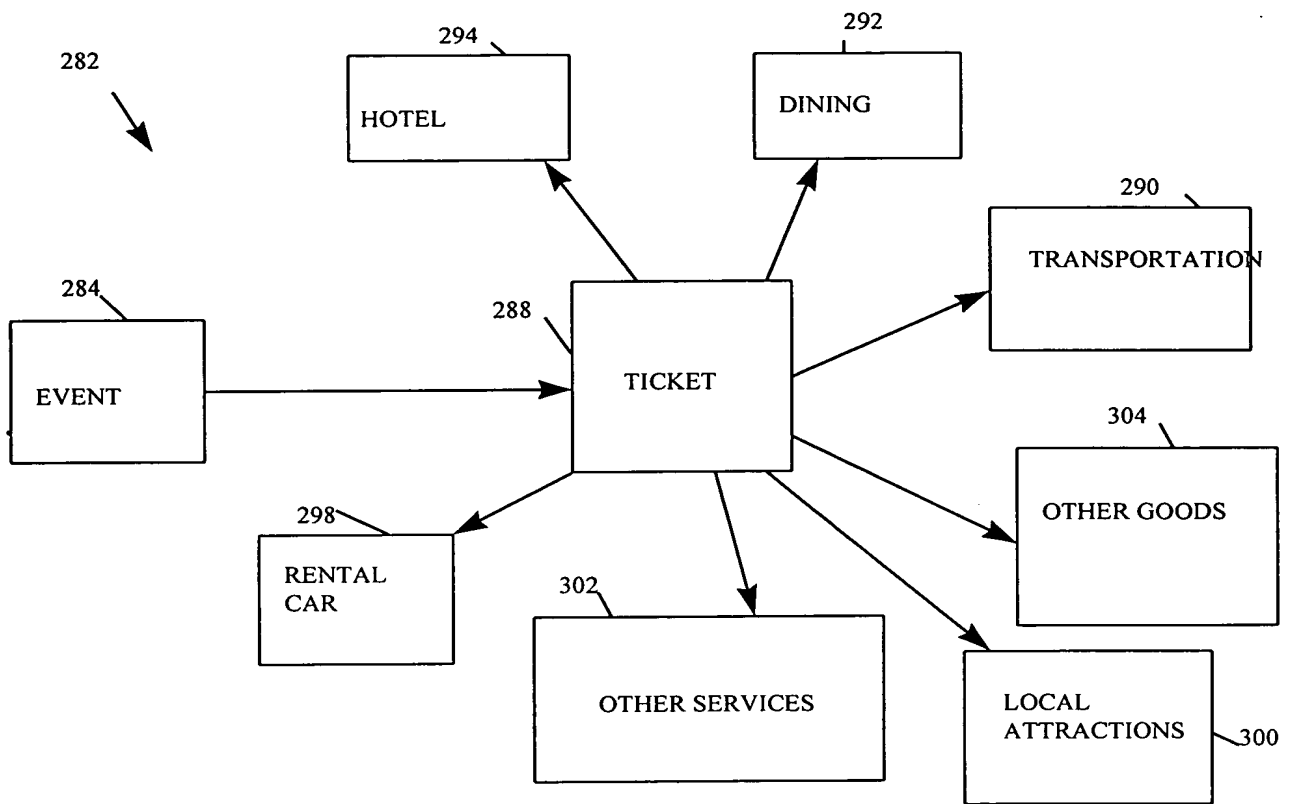 294
292
282
HOTEL
DINING
290
TRANSPORTATION
284
288
EVENT
TICKET
304
OTHER GOODS
298
RENTAL
CAR
302
OTHER SERVICES
LOCAL
ATTRACTIONS
300